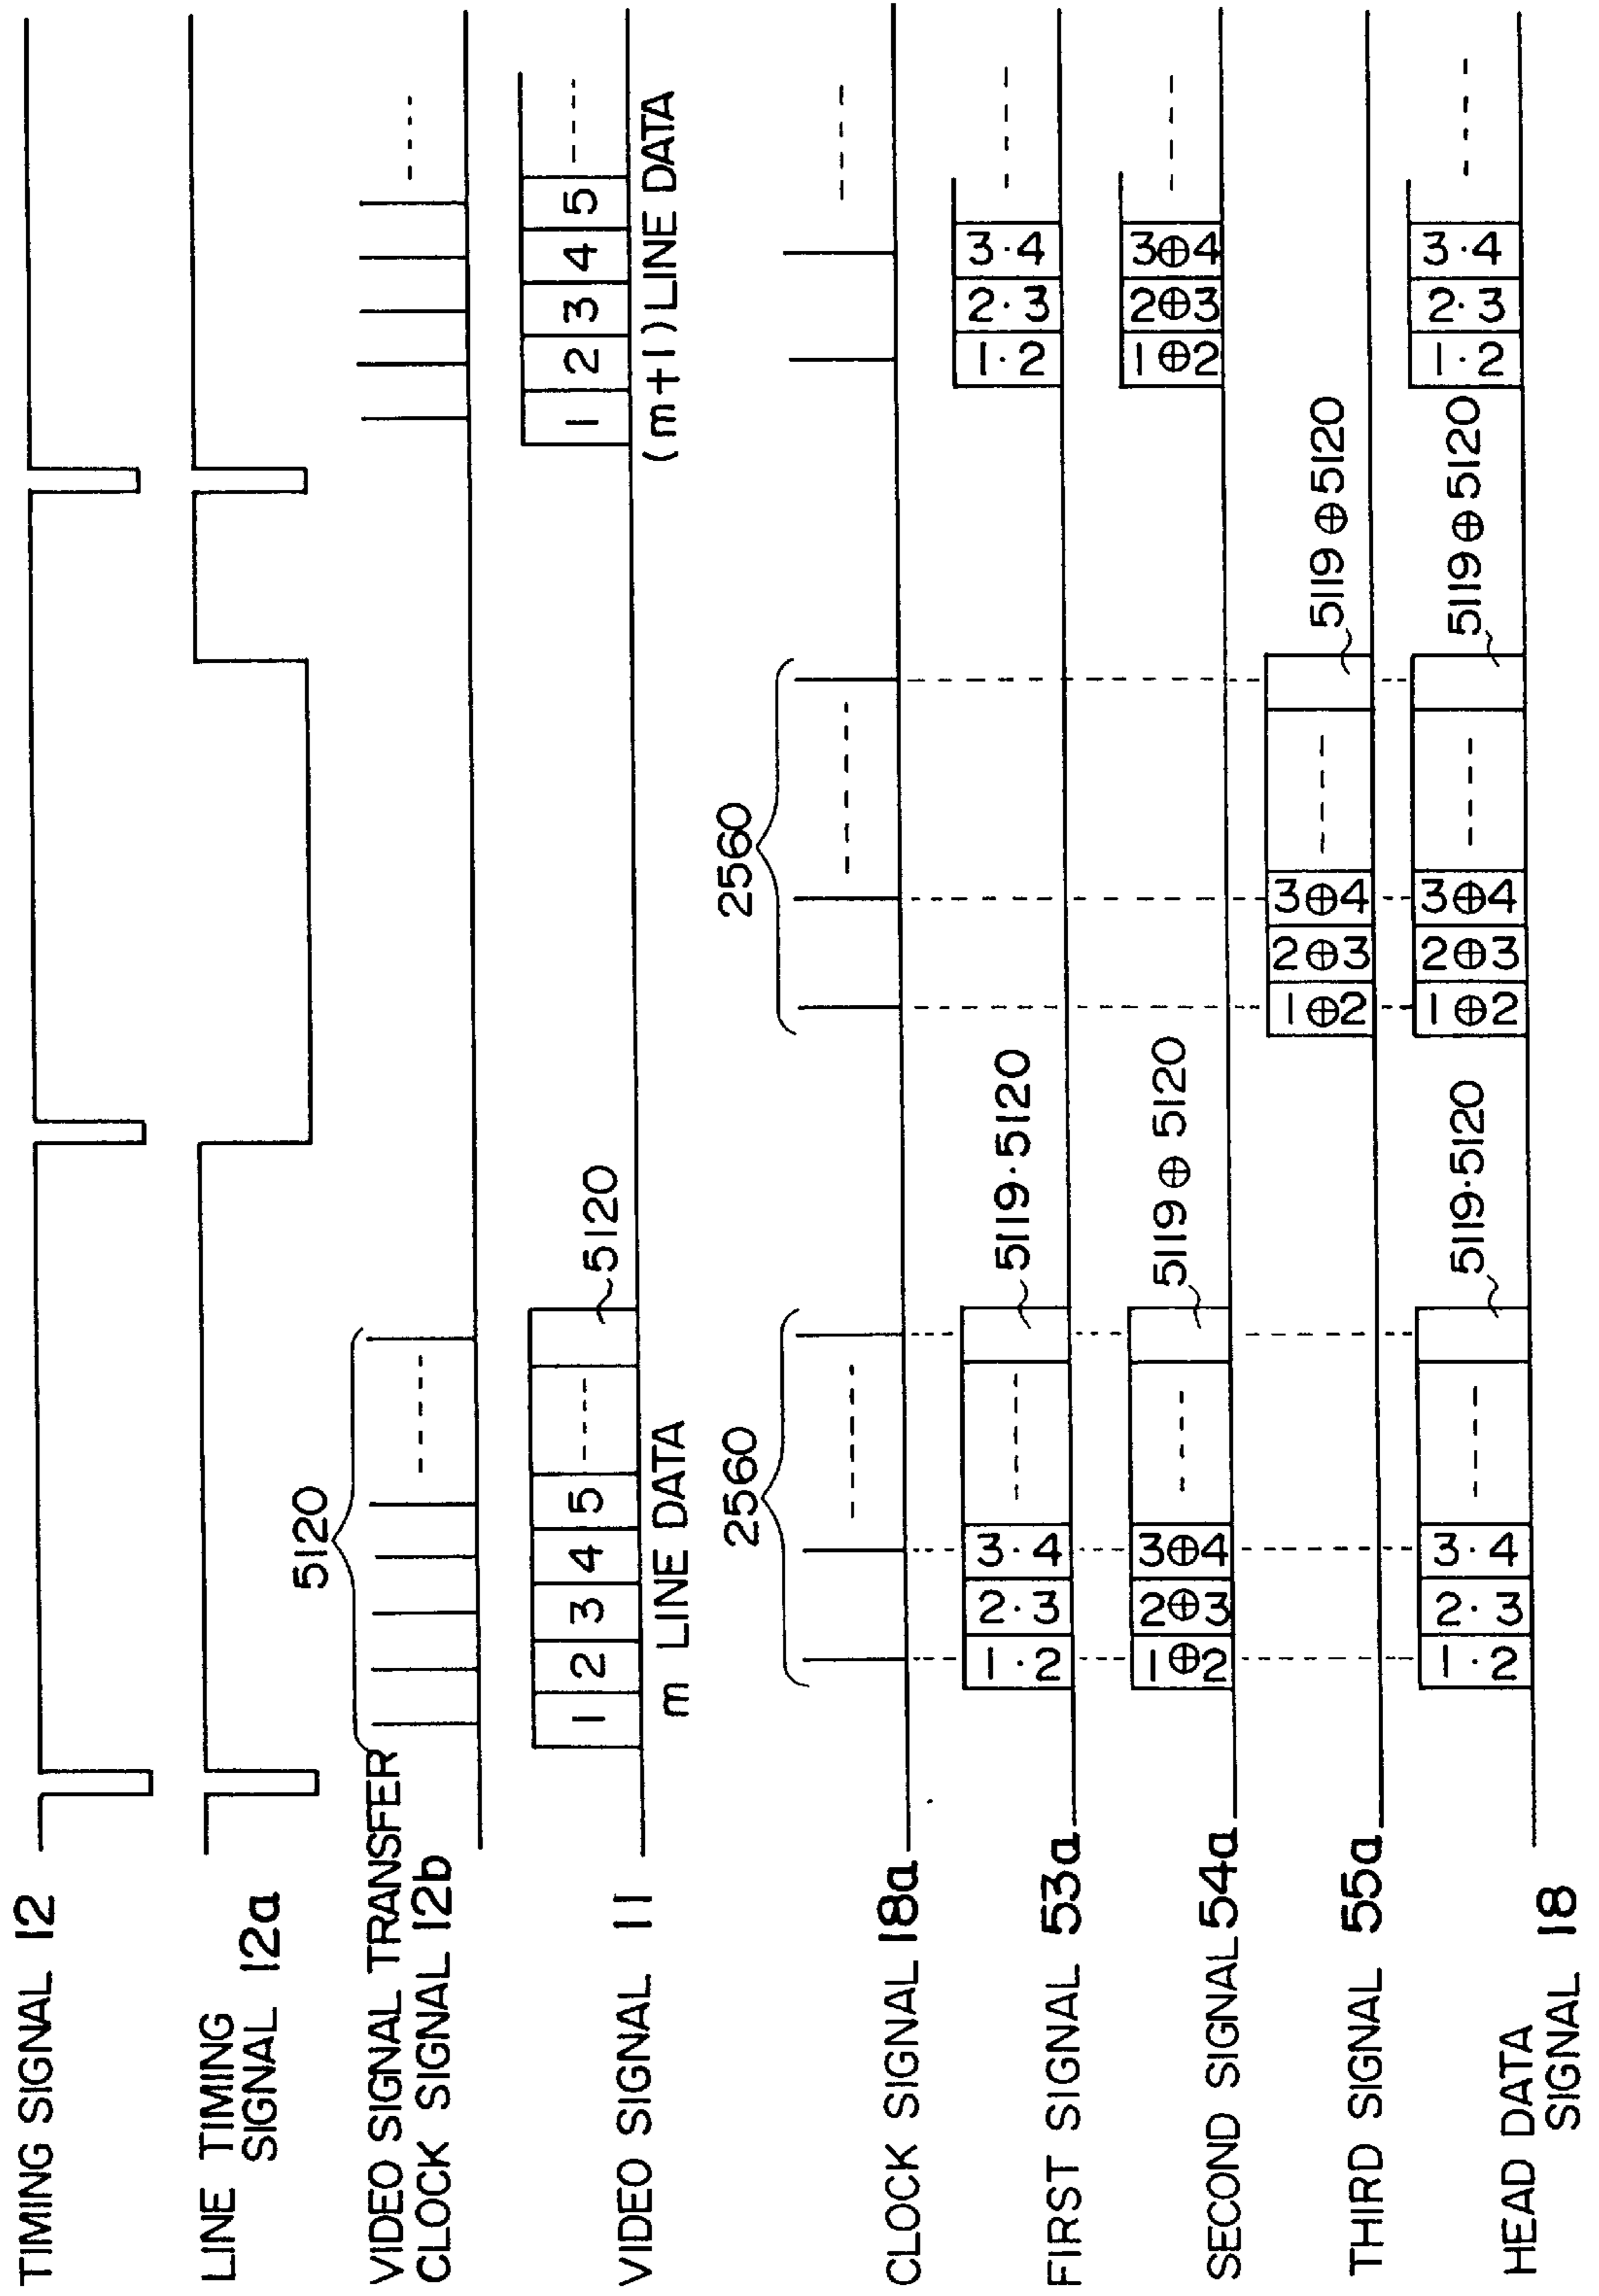 TIMING SIGNAL 12
LINE TIMING
SIGNAL 12a
VIDEO SIGNAL TRANSFER
CLOCK SIGNAL 12b
5120
VIDEO SIGNAL 11
1 2 3 4 5
5120
m LINE DATA
1 2 3 4 5
(m+1) LINE DATA
CLOCK SIGNAL 18a
2560
2560
FIRST SIGNAL 53a
1·2 2·3 3·4
5119·5120
1·2 2·3 3·4
SECOND SIGNAL 54a
1⊕2 2⊕3 3⊕4
5119⊕5120
1⊕2 2⊕3 3⊕4
THIRD SIGNAL 55a
1⊕2 2⊕3 3⊕4
5119⊕5120
HEAD DATA
SIGNAL 18
1·2 2·3 3·4
5119·5120
1⊕2 2⊕3 3⊕4
5119⊕5120
1·2 2·3 3·4